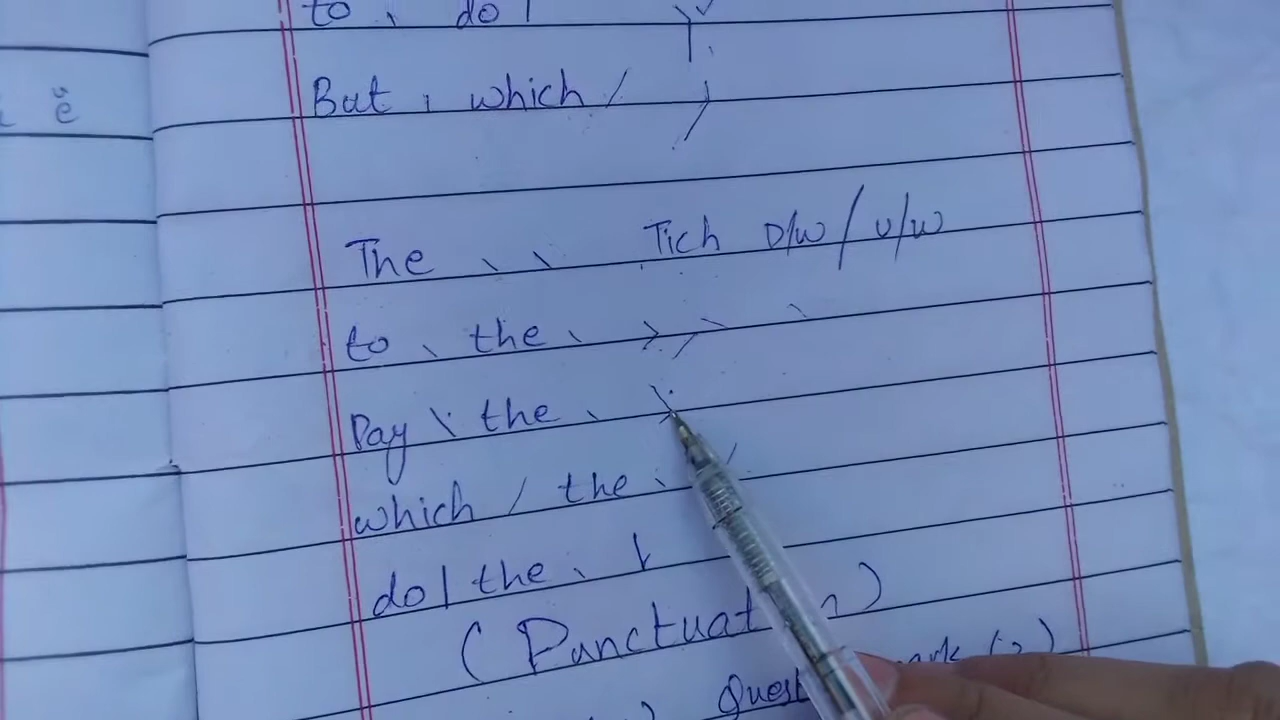 ë
to 、 do |
But , which /
The 、 、 Tich D/w / U/w
to 、 the 、
Pay \ the 、
which / the 、
do | the 、
(Punctuat
Quest